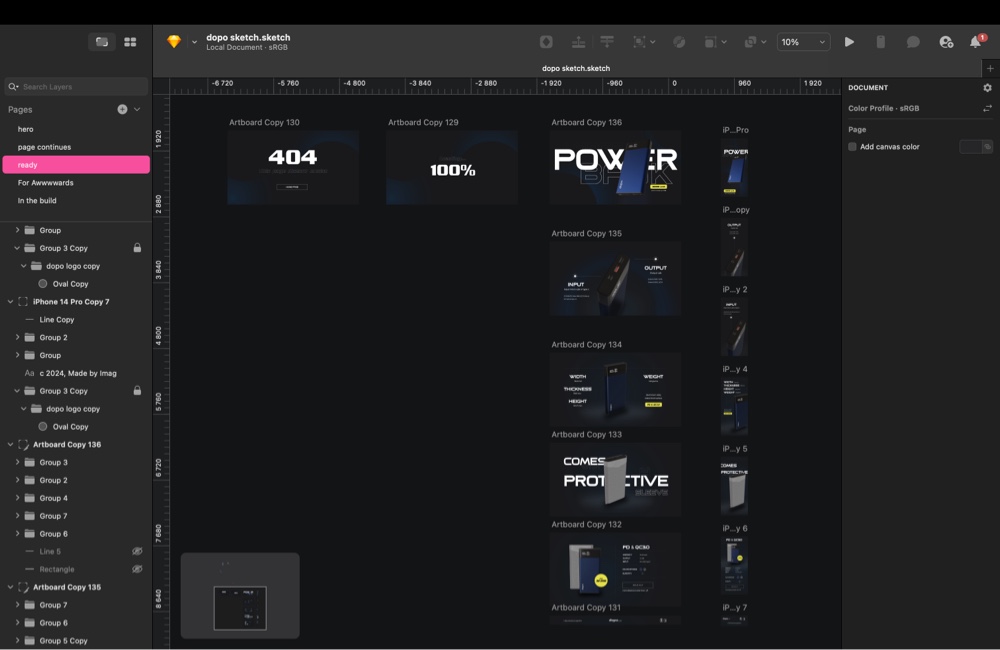 dopo sketch.sketch
Local Document · sRGB
10%
1
dopo sketch.sketch
Search Layers
Pages
hero
page continues
ready
For Awwwards
In the build
Group
Group 3 Copy
dopo logo copy
Oval Copy
iPhone 14 Pro Copy 7
Line Copy
Group 2
Group
Aa c 2024, Made by Imag
Group 3 Copy
dopo logo copy
Oval Copy
Artboard Copy 136
Group 3
Group 2
Group 4
Group 7
Group 6
Line 5
Rectangle
Artboard Copy 135
Group 7
Group 6
Group 5 Copy
-6 720 -5 760 -4 800 -3 840 -2 880 -1 920 -960 0 960 1 920
1 920
2 880
3 840
4 800
5 760
6 720
7 680
8 640
Artboard Copy 130
404
Artboard Copy 129
100%
Artboard Copy 136
POWER
BANK
Artboard Copy 135
INPUT
OUTPUT
Artboard Copy 134
WIDTH
THICKNESS
HEIGHT
WEIGHT
Artboard Copy 133
COMES
PROTECTIVE
SLEEVE
Artboard Copy 132
PD & QC3.0
Artboard Copy 131
iP...Pro
POWER
iP...opy
OUTPUT
iP...y 2
INPUT
iP...y 4
iP...y 5
COMES
PROTECTIVE
iP...y 6
iP...y 7
DOCUMENT
Color Profile · sRGB
Page
Add canvas color